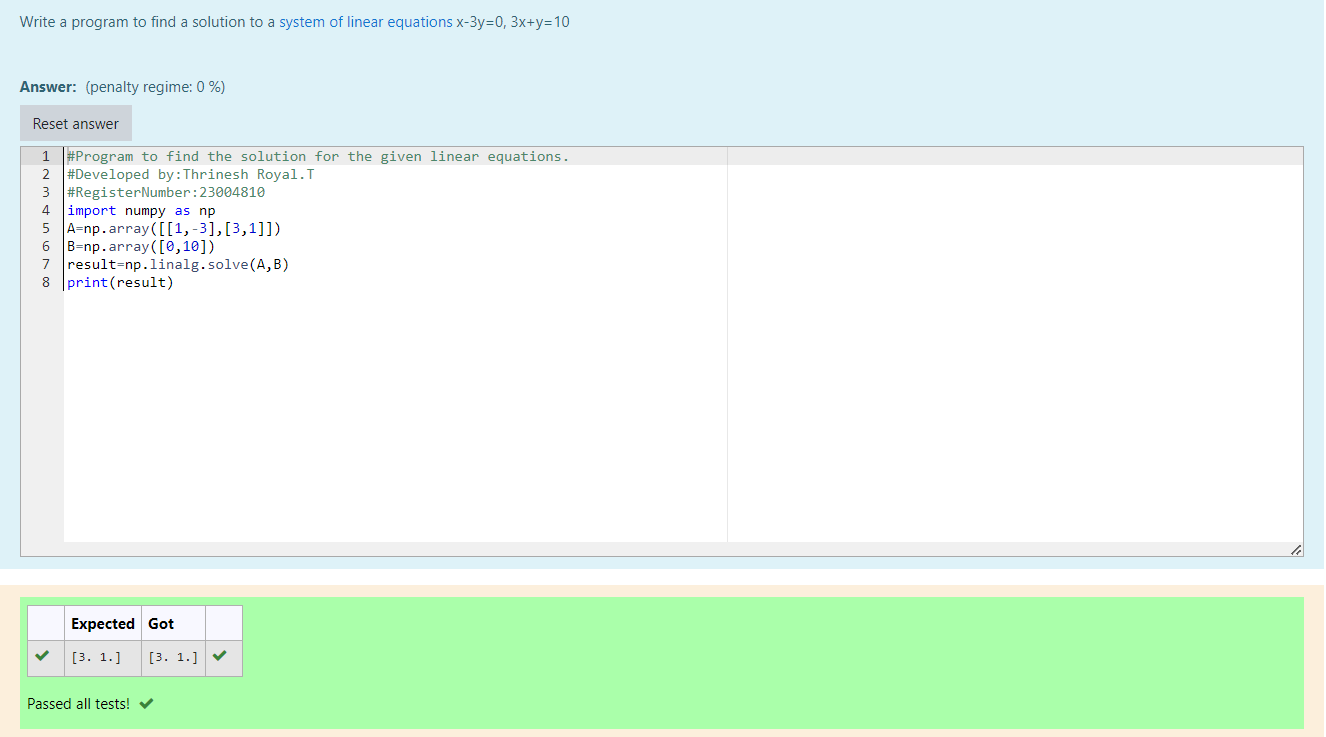 Write a program to find a solution to a system of linear equations x-3y=0, 3x+y=10
Answer: (penalty regime: 0 %)
Reset answer
1 #Program to find the solution for the given linear equations.
2 #Developed by:Thrinesh Royal.T
3 #RegisterNumber:23004810
4 import numpy as np
5 A=np.array([[1,-3],[3,1]])
6 B=np.array([0,10])
7 result=np.linalg.solve(A,B)
8 print(result)
Expected Got
[3. 1.] [3. 1.]
Passed all tests!